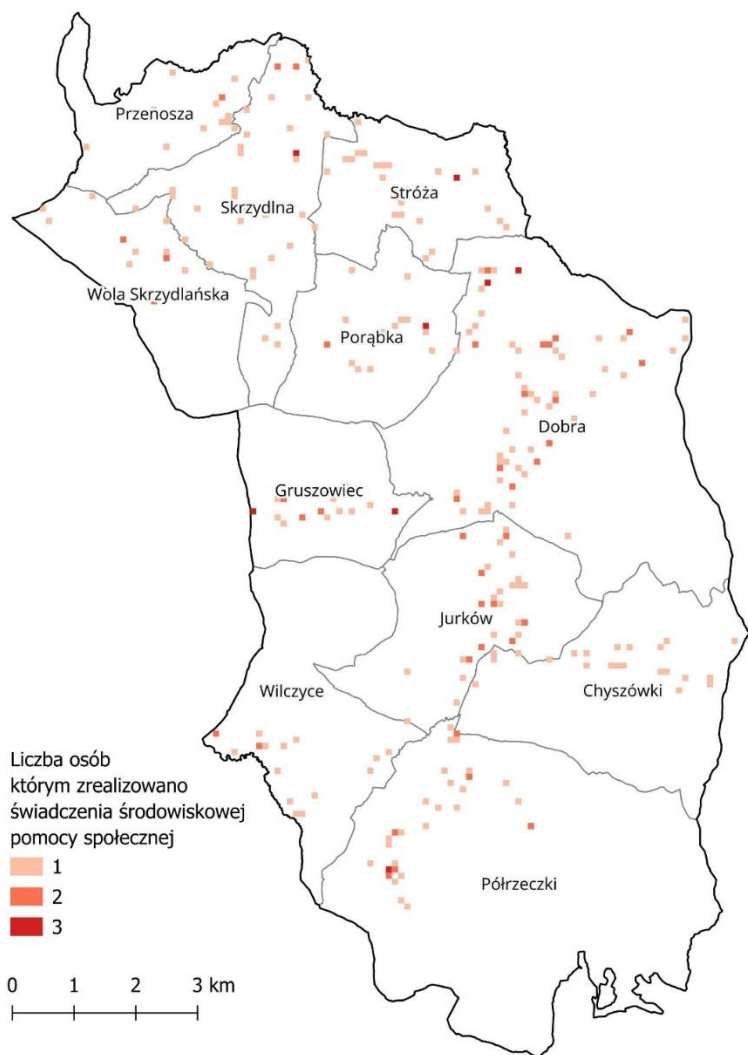 Przenosza
Skrzydlna
Stróża
Wola Skrzydlańska
Porąbka
Dobra
Gruszowiec
Jurków
Wilczyce
Chyszówki
Półrzeczki
Liczba osób
którym zrealizowano
świadczenia środowiskowej
pomocy społecznej
1
2
3
0 1 2 3 km